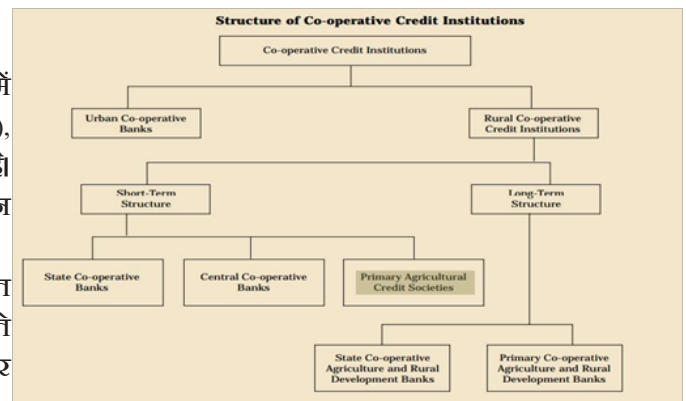 Structure of Co-operative Credit Institutions
Co-operative Credit Institutions
Urban Co-operative
Banks
Rural Co-operative
Credit Institutions
Short-Term
Structure
Long-Term
Structure
State Co-operative
Banks
Central Co-operative
Banks
Primary Agricultural
Credit Societies
State Co-operative
Agriculture and Rural
Development Banks
Primary Co-operative
Agriculture and Rural
Development Banks
में